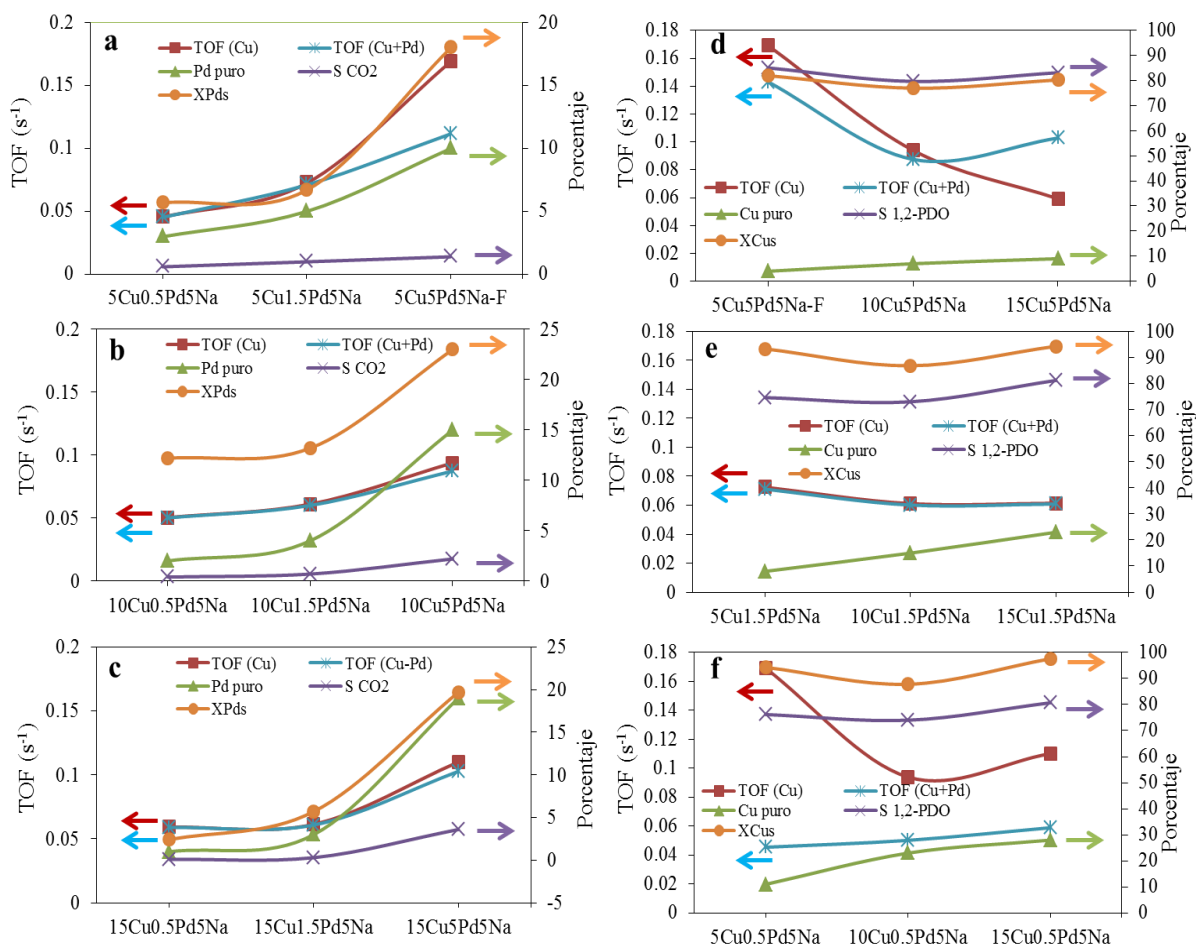 a
TOF (s⁻¹)
0.2
0.15
0.1
0.05
0
TOF (Cu)
TOF (Cu+Pd)
Pd puro
S CO2
XPds
20
15
10
5
0
Porcentaje
5Cu0.5Pd5Na
5Cu1.5Pd5Na
5Cu5Pd5Na-F
b
TOF (s⁻¹)
0.2
0.15
0.1
0.05
0
TOF (Cu)
TOF (Cu+Pd)
Pd puro
S CO2
XPds
25
20
15
10
5
0
Porcentaje
10Cu0.5Pd5Na
10Cu1.5Pd5Na
10Cu5Pd5Na
c
TOF (s⁻¹)
0.2
0.15
0.1
0.05
0
TOF (Cu)
TOF (Cu-Pd)
Pd puro
S CO2
XPds
25
20
15
10
5
0
-5
Porcentaje
15Cu0.5Pd5Na
15Cu1.5Pd5Na
15Cu5Pd5Na
d
TOF (s⁻¹)
0.18
0.16
0.14
0.12
0.1
0.08
0.06
0.04
0.02
0
TOF (Cu)
TOF (Cu+Pd)
Cu puro
S 1,2-PDO
XCus
100
90
80
70
60
50
40
30
20
10
0
Porcentaje
5Cu5Pd5Na-F
10Cu5Pd5Na
15Cu5Pd5Na
e
TOF (s⁻¹)
0.18
0.16
0.14
0.12
0.1
0.08
0.06
0.04
0.02
0
TOF (Cu)
TOF (Cu+Pd)
Cu puro
S 1,2-PDO
XCus
100
90
80
70
60
50
40
30
20
10
0
Porcentaje
5Cu1.5Pd5Na
10Cu1.5Pd5Na
15Cu1.5Pd5Na
f
TOF (s⁻¹)
0.18
0.16
0.14
0.12
0.1
0.08
0.06
0.04
0.02
0
TOF (Cu)
TOF (Cu+Pd)
Cu puro
S 1,2-PDO
XCus
100
90
80
70
60
50
40
30
20
10
0
Porcentaje
5Cu0.5Pd5Na
10Cu0.5Pd5Na
15Cu0.5Pd5Na